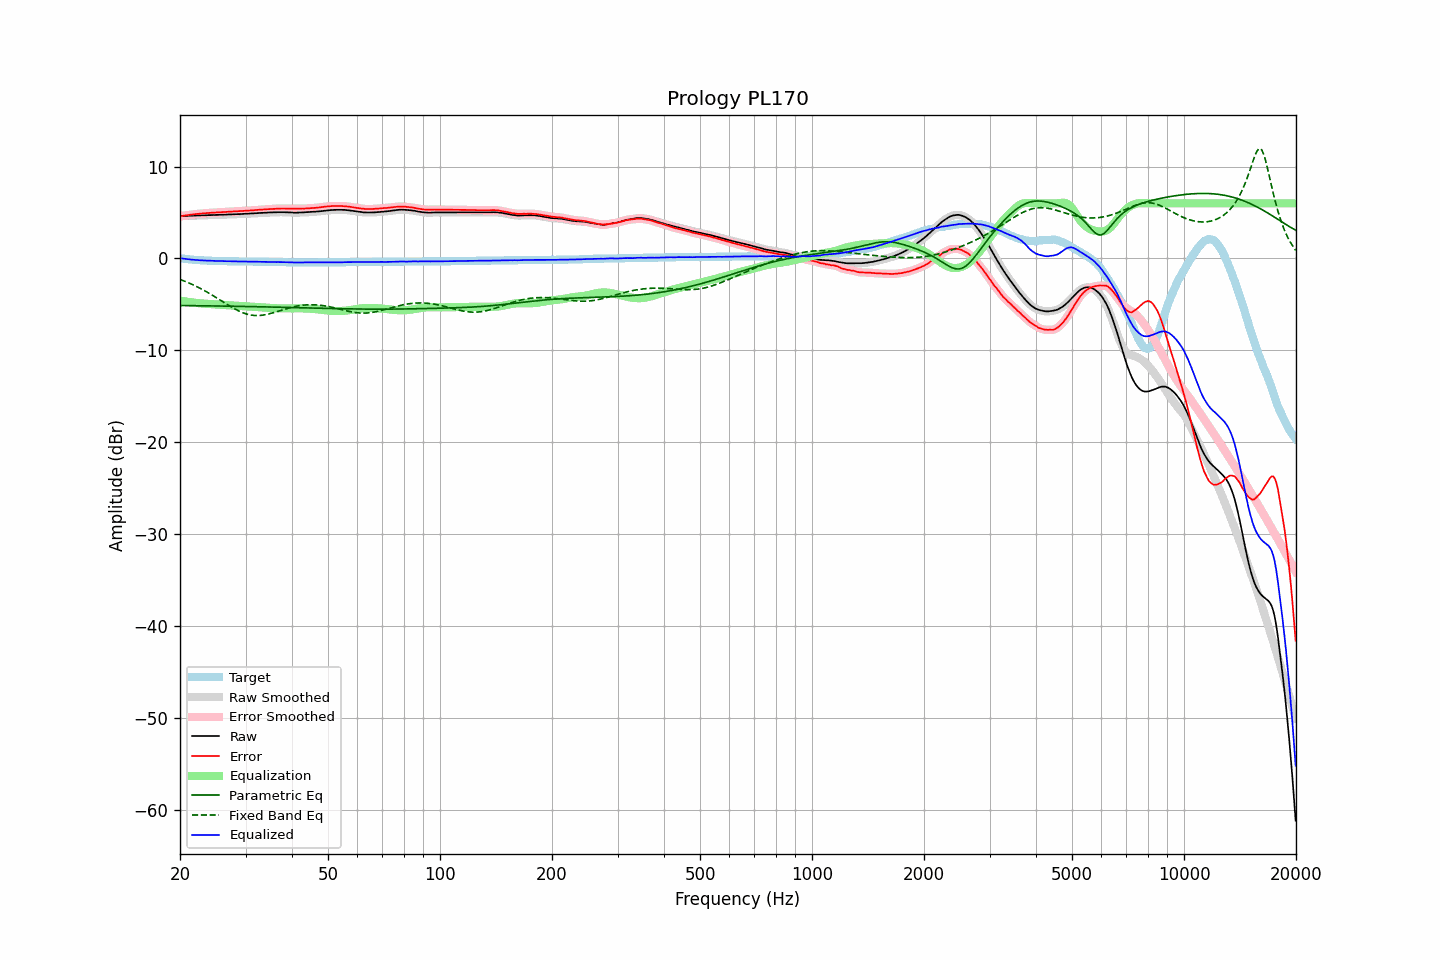 Prology PL170
Amplitude (dBr)
10
0
−10
−20
−30
−40
−50
−60
Target
Raw Smoothed
Error Smoothed
Raw
Error
Equalization
Parametric Eq
Fixed Band Eq
Equalized
20 50 100 200 500 1000 2000 5000 10000 20000
Frequency (Hz)